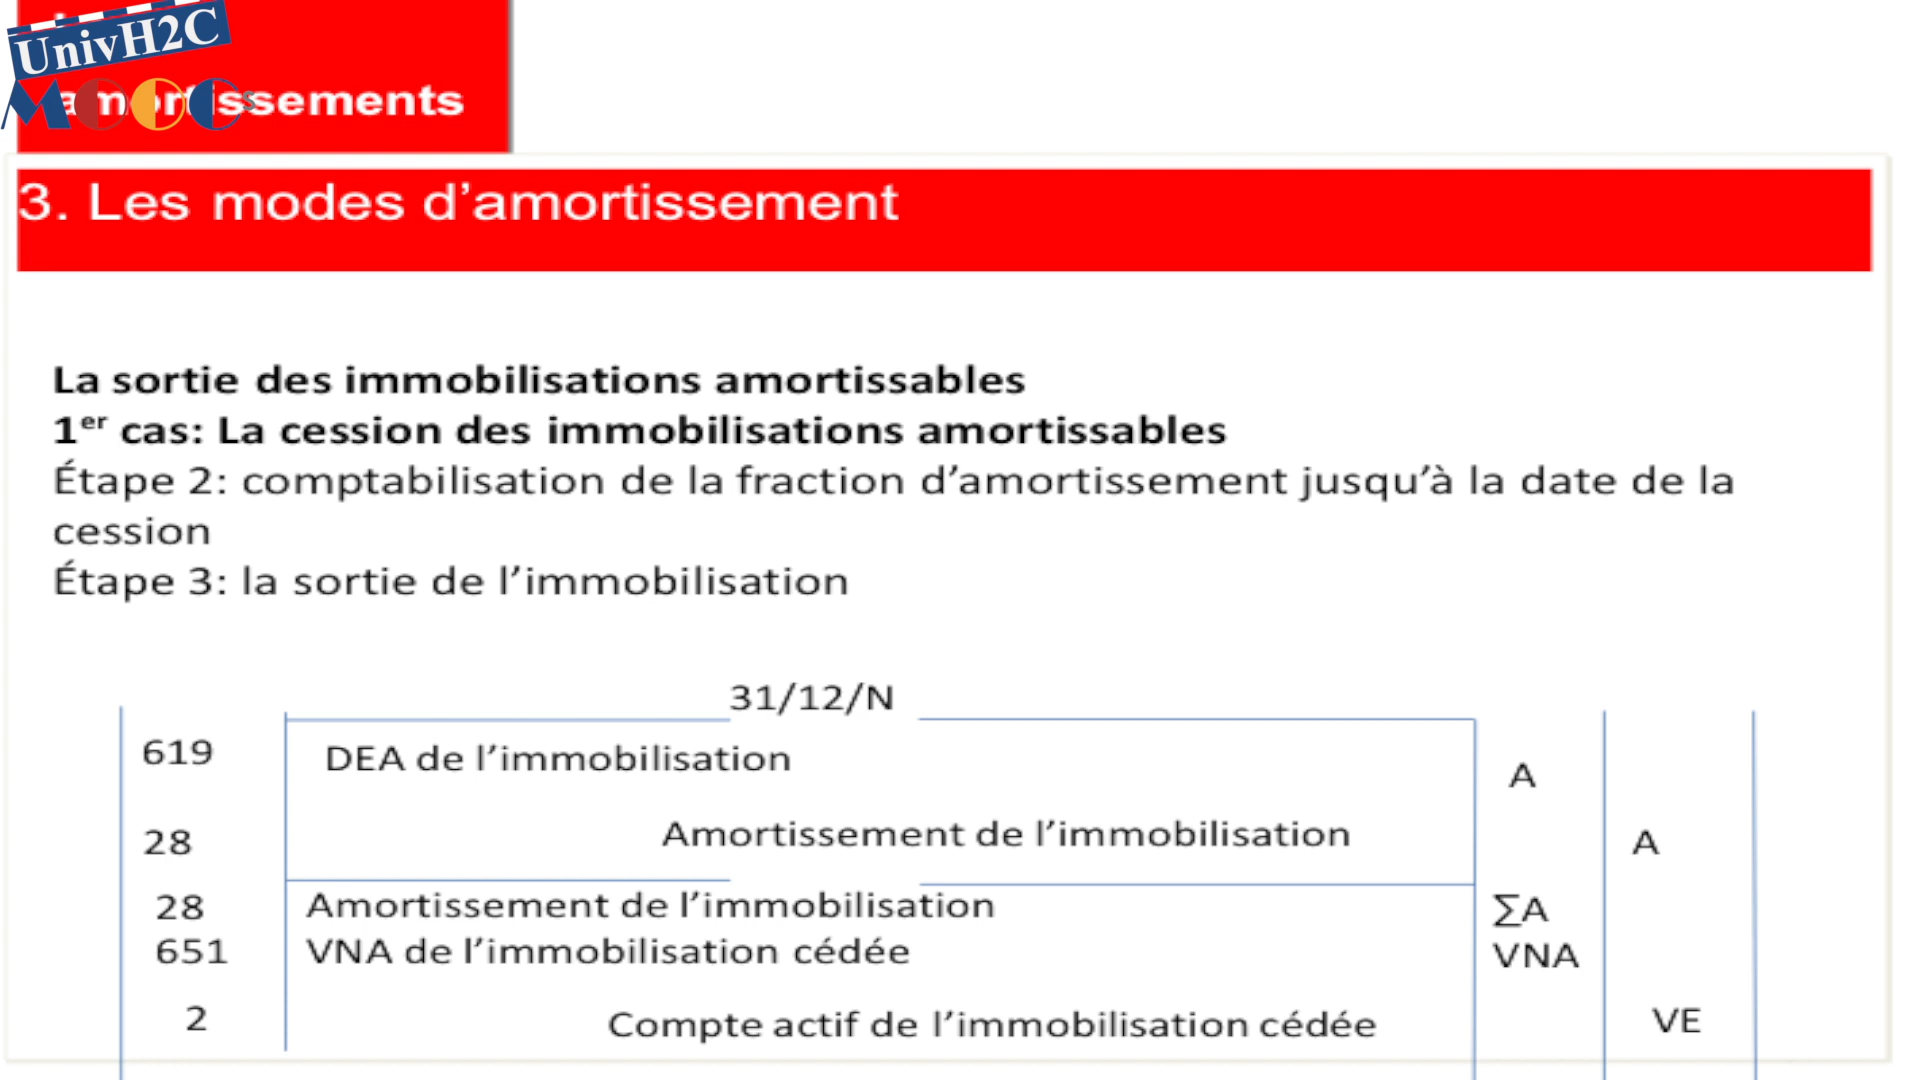 UnivH2C
MOOCs
amortissements
3. Les modes d'amortissement
La sortie des immobilisations amortissables
1er cas: La cession des immobilisations amortissables
Étape 2: comptabilisation de la fraction d'amortissement jusqu'à la date de la
cession
Étape 3: la sortie de l'immobilisation
31/12/N
619 DEA de l'immobilisation A
28 Amortissement de l'immobilisation A
28 Amortissement de l'immobilisation ∑A
651 VNA de l'immobilisation cédée VNA
2 Compte actif de l'immobilisation cédée VE